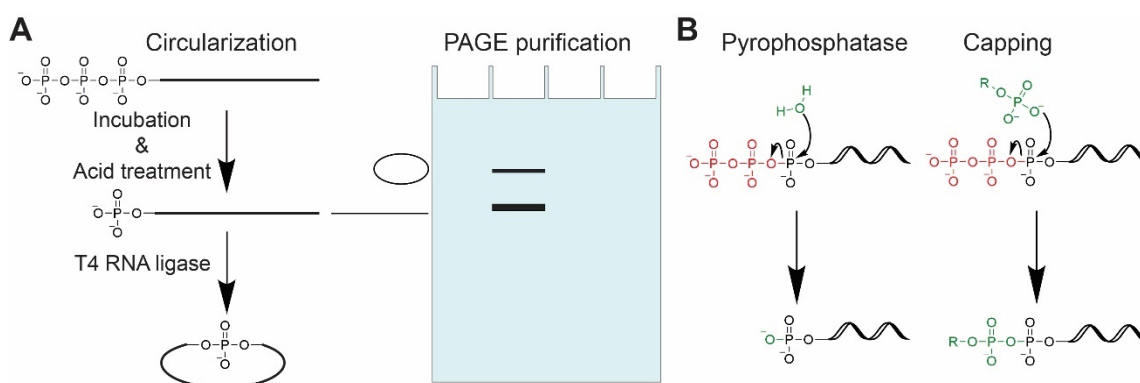 A
Circularization
O O O
⁻O P O P O P O
⁻O ⁻O ⁻O
Incubation
&
Acid treatment
O
⁻O P O
⁻O
T4 RNA ligase
O
O P O
⁻O
PAGE purification
B
Pyrophosphatase
H
H
O
O O O
⁻O P O P O P O
⁻O ⁻O ⁻O
O
⁻O P O
⁻O
Capping
R
O O
P
⁻O O⁻
O O O
⁻O P O P O P O
⁻O ⁻O ⁻O
O O
R O P O P O
⁻O ⁻O